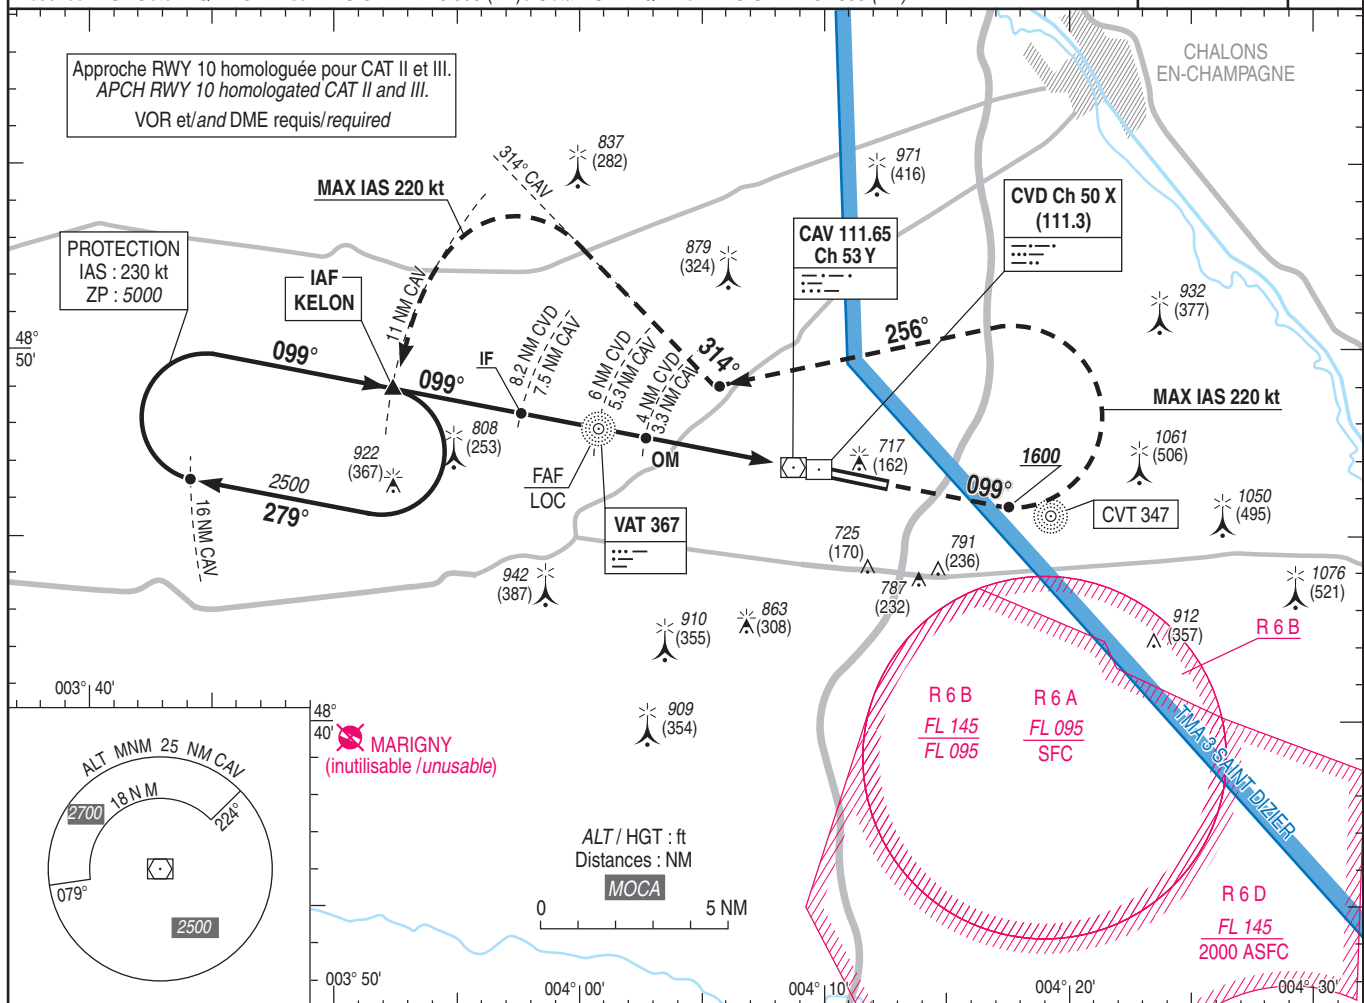 CHALONS
EN-CHAMPAGNE
Approche RWY 10 homologuée pour CAT II et III.
APCH RWY 10 homologated CAT II and III.
VOR et/and DME requis/required
837
(282)
314° CAV
MAX IAS 220 kt
971
(416)
CVD Ch 50 X
(111.3)
CAV 111.65
Ch 53 Y
PROTECTION
IAS : 230 kt
ZP : 5000
879
(324)
IAF
KELON
11 NM CAV
932
(377)
48°
50'
099°
099°
IF
8.2 NM CVD
7.5 NM CAV
6 NM CVD
5.3 NM CAV
4 NM CVD
3.3 NM CAV
314°
256°
MAX IAS 220 kt
808
(253)
922
(367)
OM
717
(162)
1061
(506)
1600
099°
2500
279°
FAF
LOC
16 NM CAV
VAT 367
CVT 347
1050
(495)
725
(170)
791
(236)
787
(232)
942
(387)
1076
(521)
910
(355)
863
(308)
912
(357)
R 6 B
003° 40'
R 6 B
FL 145
FL 095
R 6 A
FL 095
SFC
909
(354)
48°
40'
MARIGNY
(inutilisable /unusable)
TMA 3 SAINT DIZIER
ALT MNM 25 NM CAV
18 N M
2700
224°
079°
2500
ALT / HGT : ft
Distances : NM
MOCA
0
5 NM
R 6 D
FL 145
2000 ASFC
003° 50'
004° 00'
004° 10'
004° 20'
004° 30'